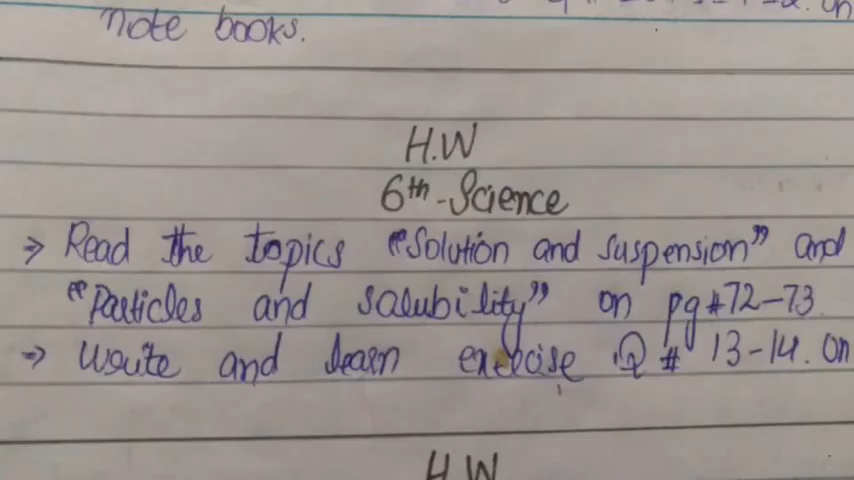 note books.
H.W
6th-Science
⇒ Read the topics "Solution and suspension" and
"Particles and salubility" on pg#72-73
⇒ Write and learn exercise Q # 13-14. on
H.W